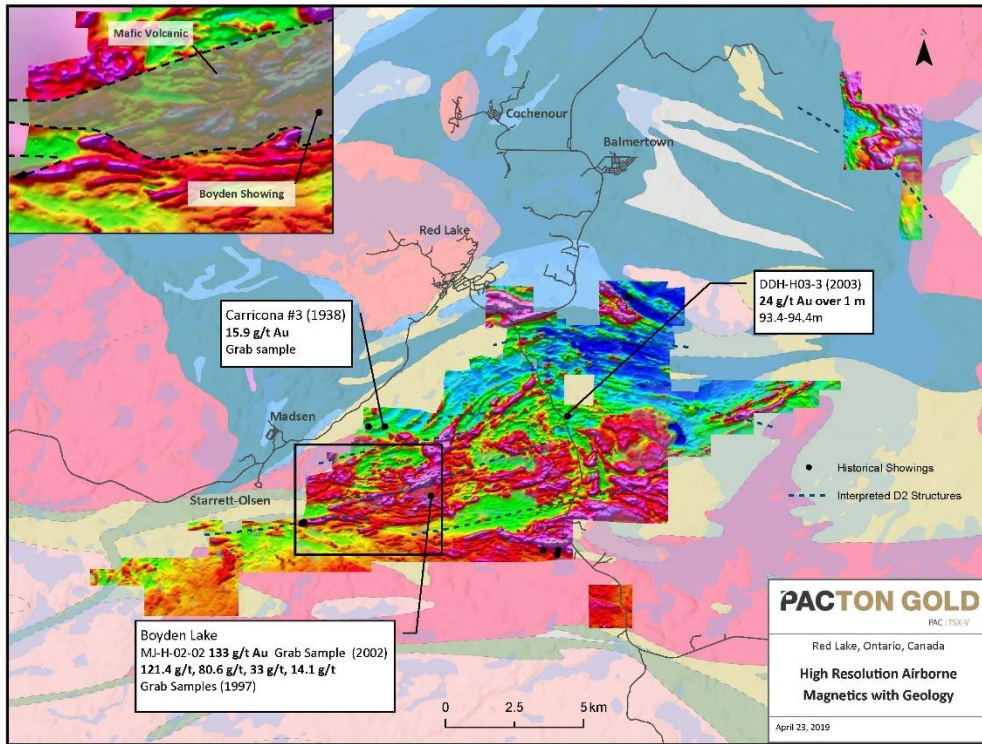 Mafic Volcanic
Boyden Showing
N
Cochenour
Balmertown
Red Lake
Carricona #3 (1938)
15.9 g/t Au
Grab sample
DDH-H03-3 (2003)
24 g/t Au over 1 m
93.4-94.4m
Madsen
Starrett-Olsen
Historical Showings
Interpreted D2 Structures
Boyden Lake
MJ-H-02-02 133 g/t Au Grab Sample (2002)
121.4 g/t, 80.6 g/t, 33 g/t, 14.1 g/t
Grab Samples (1997)
0 2.5 5 km
PACTON GOLD
PAC : TSX-V
Red Lake, Ontario, Canada
High Resolution Airborne
Magnetics with Geology
April 23, 2019